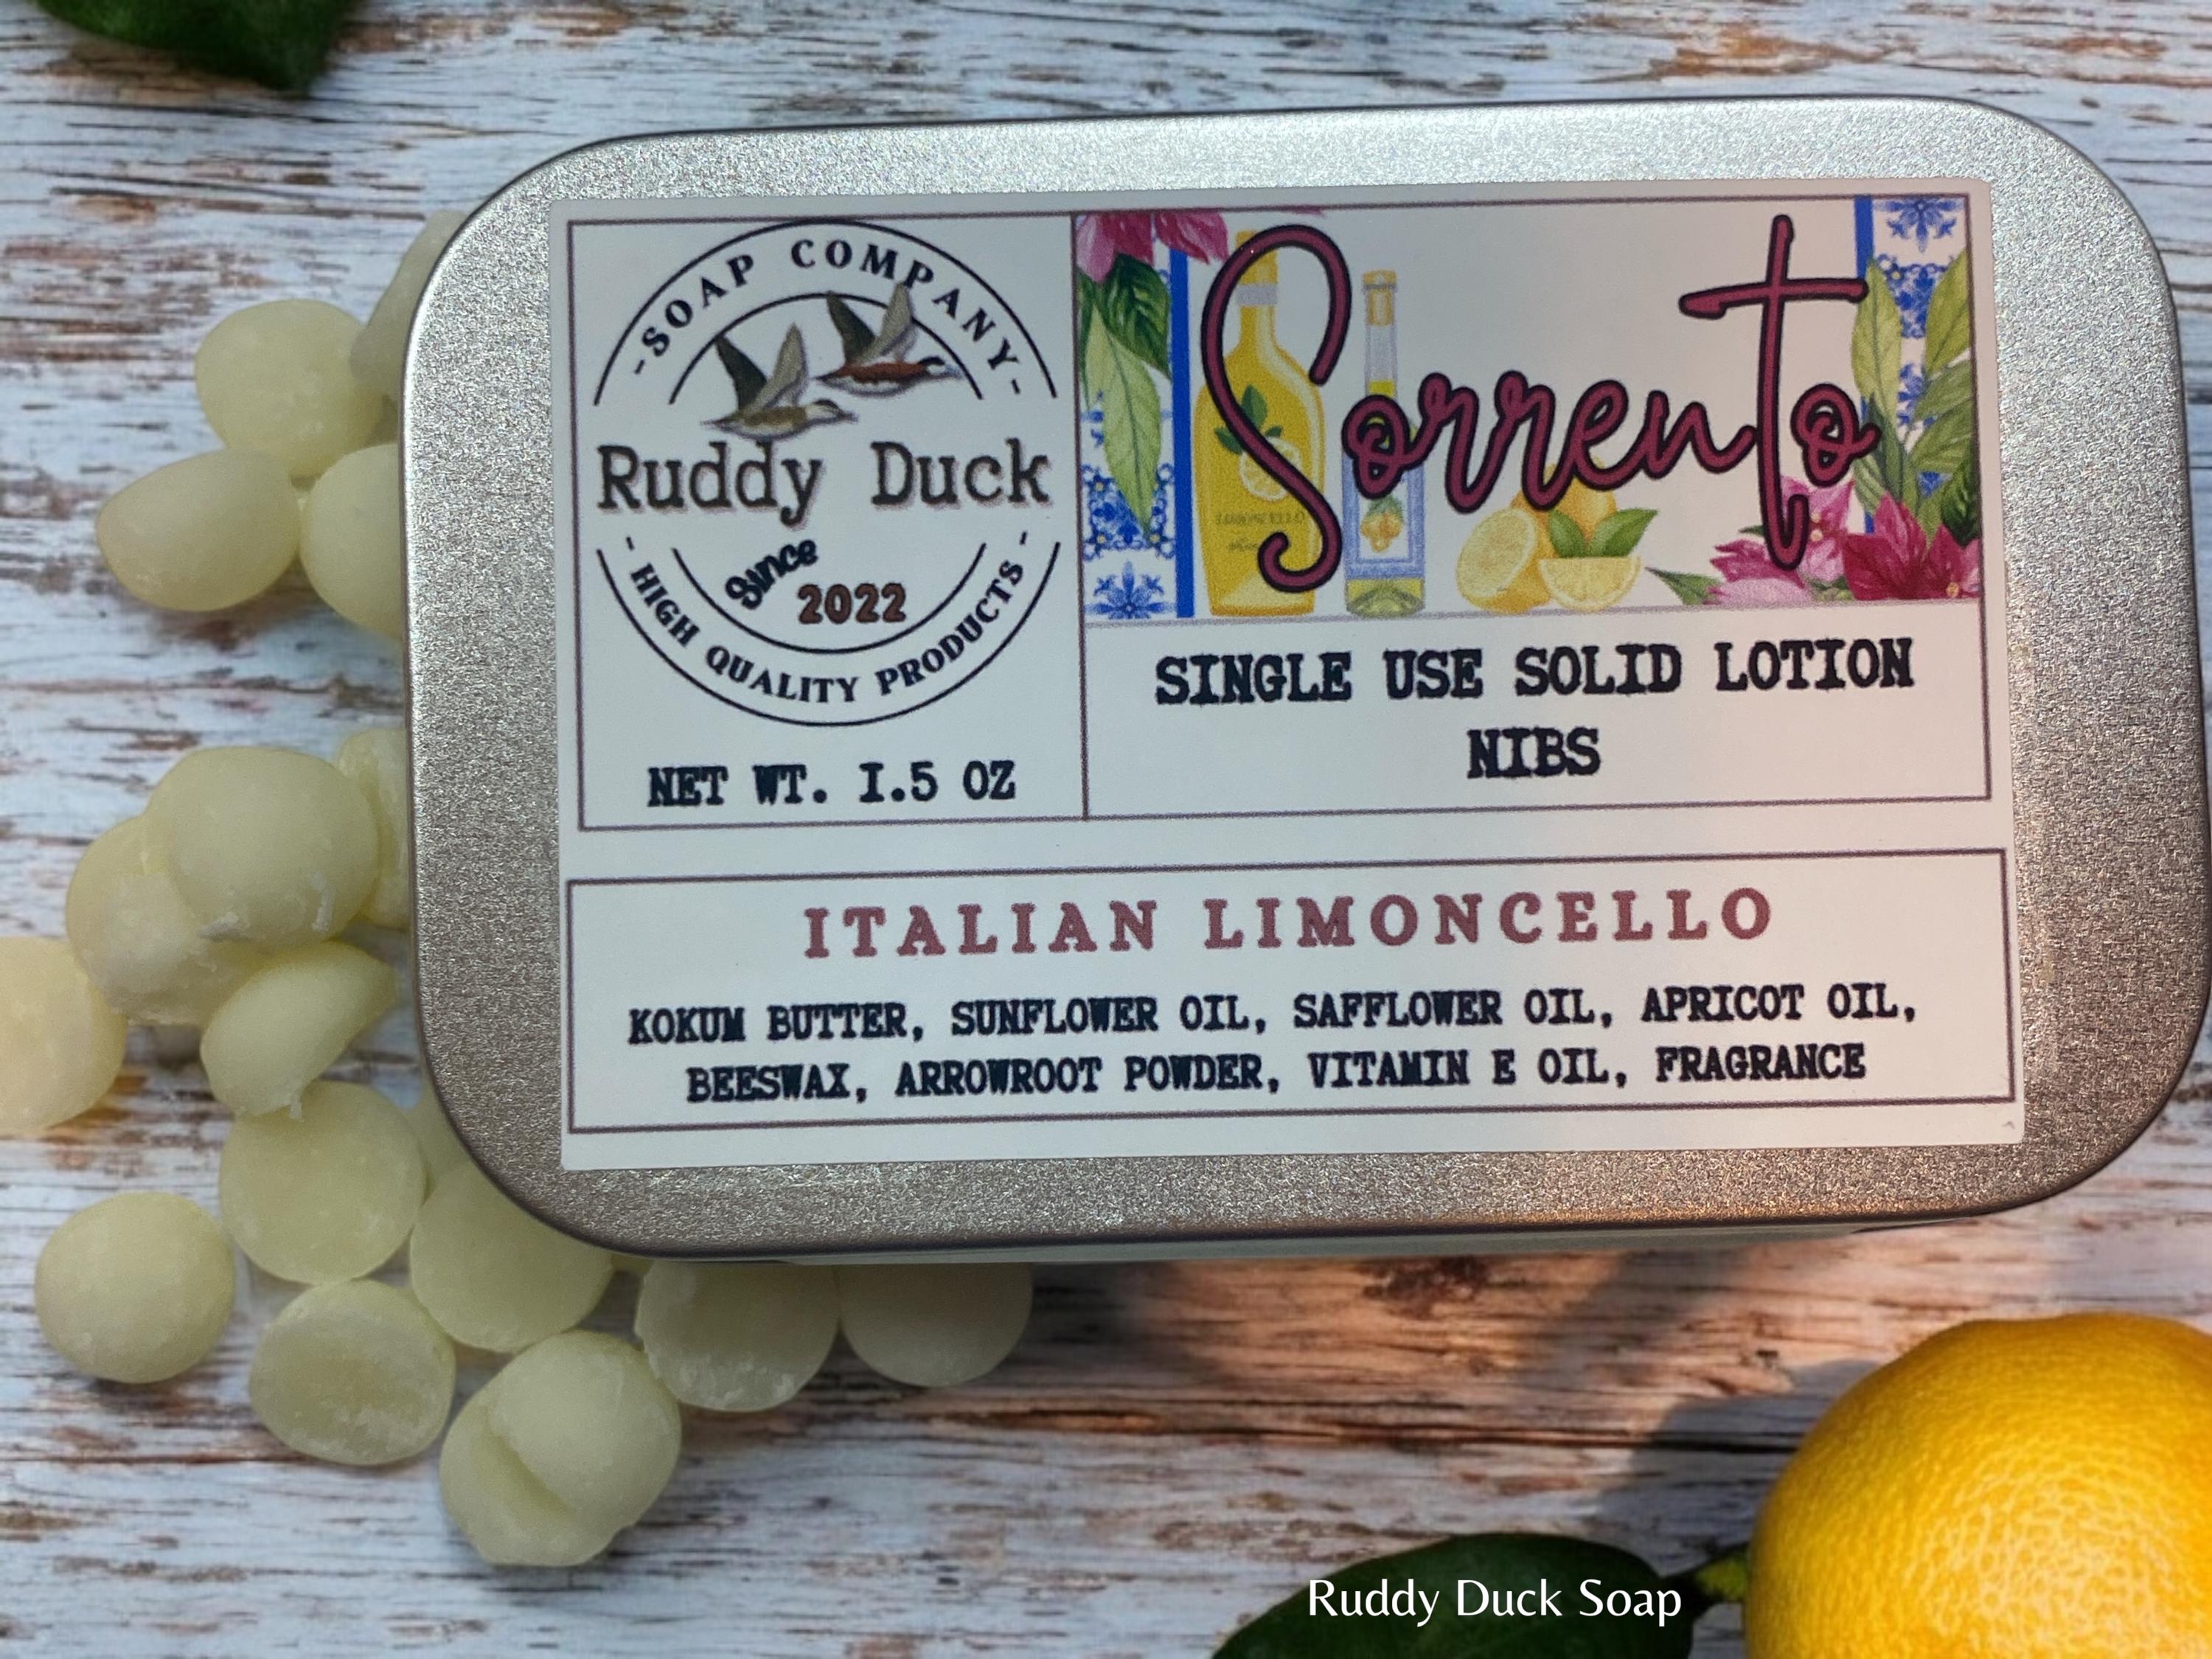 -SOAP COMPANY-
Ruddy Duck
Since
2022
-HIGH QUALITY PRODUCTS-
NET WT. 1.5 OZ
Sorrento
SINGLE USE SOLID LOTION
NIBS
ITALIAN LIMONCELLO
KOKUM BUTTER, SUNFLOWER OIL, SAFFLOWER OIL, APRICOT OIL,
BEESWAX, ARROWROOT POWDER, VITAMIN E OIL, FRAGRANCE
Ruddy Duck Soap